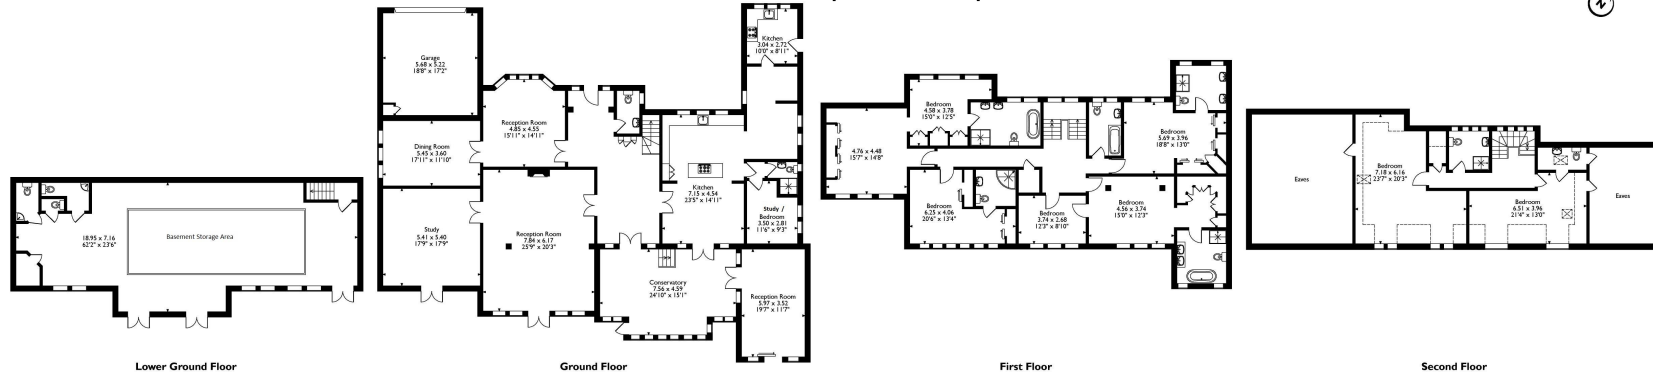 18.95 x 7.16
62'2" x 23'6"
Basement Storage Area
Lower Ground Floor
Garage
5.68 x 5.22
18'8" x 17'2"
Dining Room
5.45 x 3.60
17'11" x 11'10"
Study
5.41 x 5.40
17'9" x 17'9"
Reception Room
4.85 x 4.55
15'11" x 14'11"
Reception Room
7.84 x 6.17
25'9" x 20'3"
Kitchen
3.04 x 2.72
10'0" x 8'11"
Kitchen
7.15 x 4.54
23'5" x 14'11"
Study /
Bedroom
3.50 x 2.81
11'6" x 9'3"
Conservatory
7.56 x 4.59
24'10" x 15'1"
Reception Room
5.97 x 3.52
19'7" x 11'7"
Ground Floor
4.76 x 4.48
15'7" x 14'8"
Bedroom
4.58 x 3.78
15'0" x 12'5"
Bedroom
6.25 x 4.06
20'6" x 13'4"
Bedroom
3.74 x 2.68
12'3" x 8'10"
Bedroom
4.56 x 3.74
15'0" x 12'3"
Bedroom
5.69 x 3.96
18'8" x 13'0"
First Floor
Eaves
Bedroom
7.18 x 6.16
23'7" x 20'3"
Bedroom
6.51 x 3.96
21'4" x 13'0"
Eaves
Second Floor
N